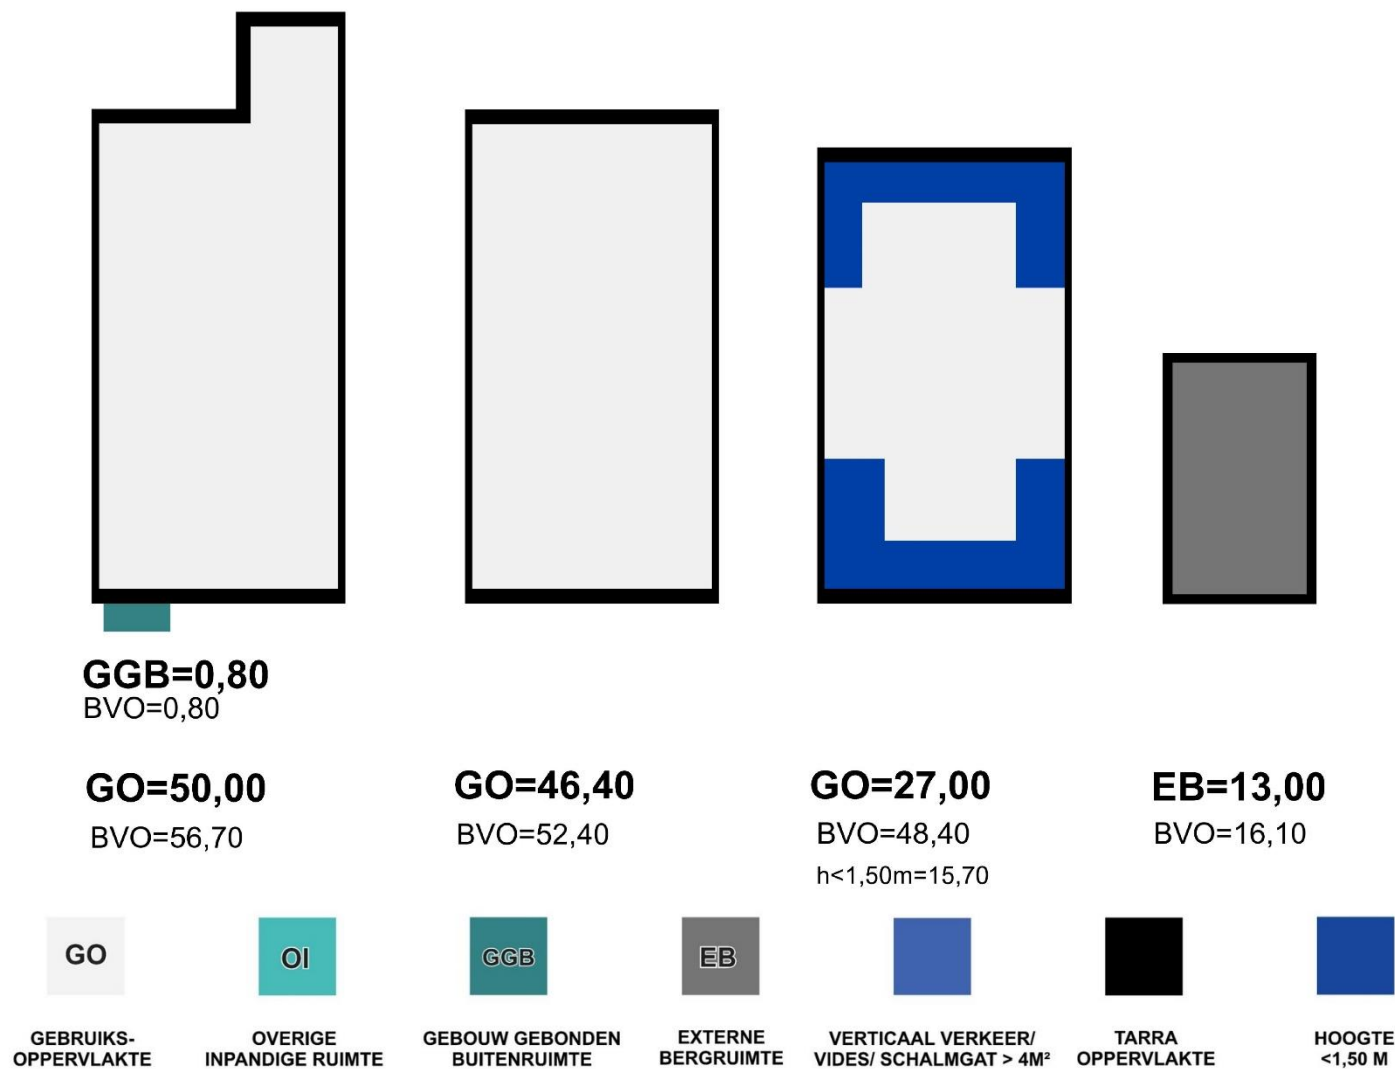 GGB=0,80
BVO=0,80
GO=50,00
BVO=56,70
GO=46,40
BVO=52,40
GO=27,00
BVO=48,40
h<1,50m=15,70
EB=13,00
BVO=16,10
GO
GEBRUIKS-
OPPERVLAKTE
OI
OVERIGE
INPANDIGE RUIMTE
GGB
GEBOUW GEBONDEN
BUITENRUIMTE
EB
EXTERNE
BERGRUIMTE
VERTICAAL VERKEER/
VIDES/ SCHALMGAT > 4M²
TARRA
OPPERVLAKTE
HOOGTE
<1,50 M